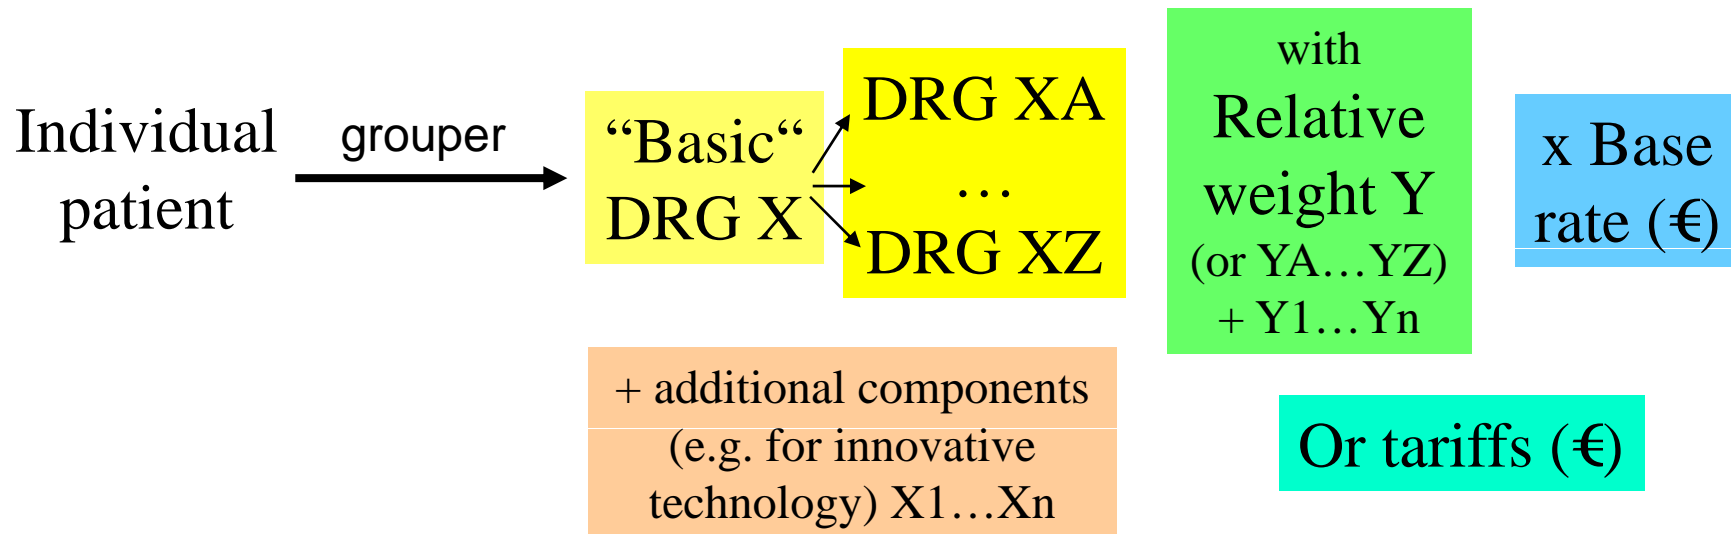 Individual
patient
grouper
“Basic“
DRG X
DRG XA
…
DRG XZ
with
Relative
weight Y
(or YA…YZ)
+ Y1…Yn
x Base
rate (€)
+ additional components
(e.g. for innovative
technology) X1…Xn
Or tariffs (€)